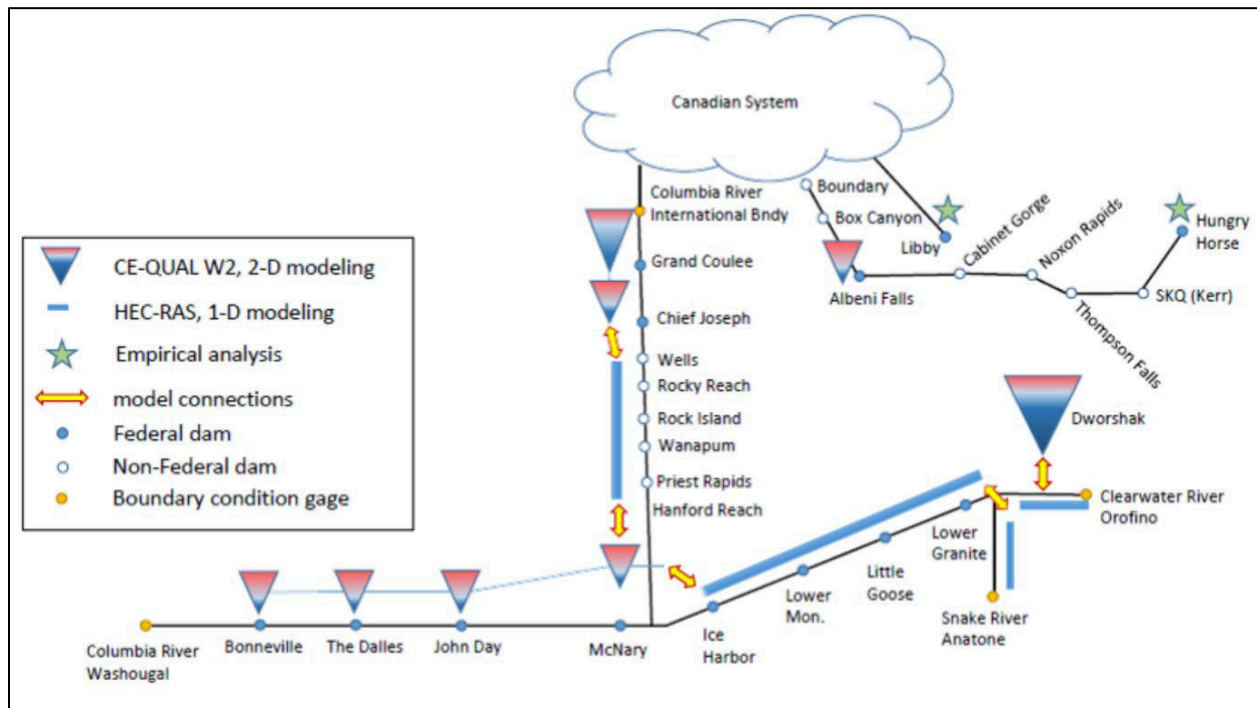 Canadian System
Columbia River
International Bndy
Grand Coulee
Chief Joseph
Wells
Rocky Reach
Rock Island
Wanapum
Priest Rapids
Hanford Reach
Boundary
Box Canyon
Libby
Albeni Falls
Cabinet Gorge
Noxon Rapids
Thompson Falls
SKQ (Kerr)
Hungry
Horse
CE-QUAL W2, 2-D modeling
HEC-RAS, 1-D modeling
Empirical analysis
model connections
Federal dam
Non-Federal dam
Boundary condition gage
Dworshak
Clearwater River
Orofino
Lower
Granite
Little
Goose
Lower
Mon.
Ice
Harbor
Snake River
Anatone
McNary
John Day
The Dalles
Bonneville
Columbia River
Washougal